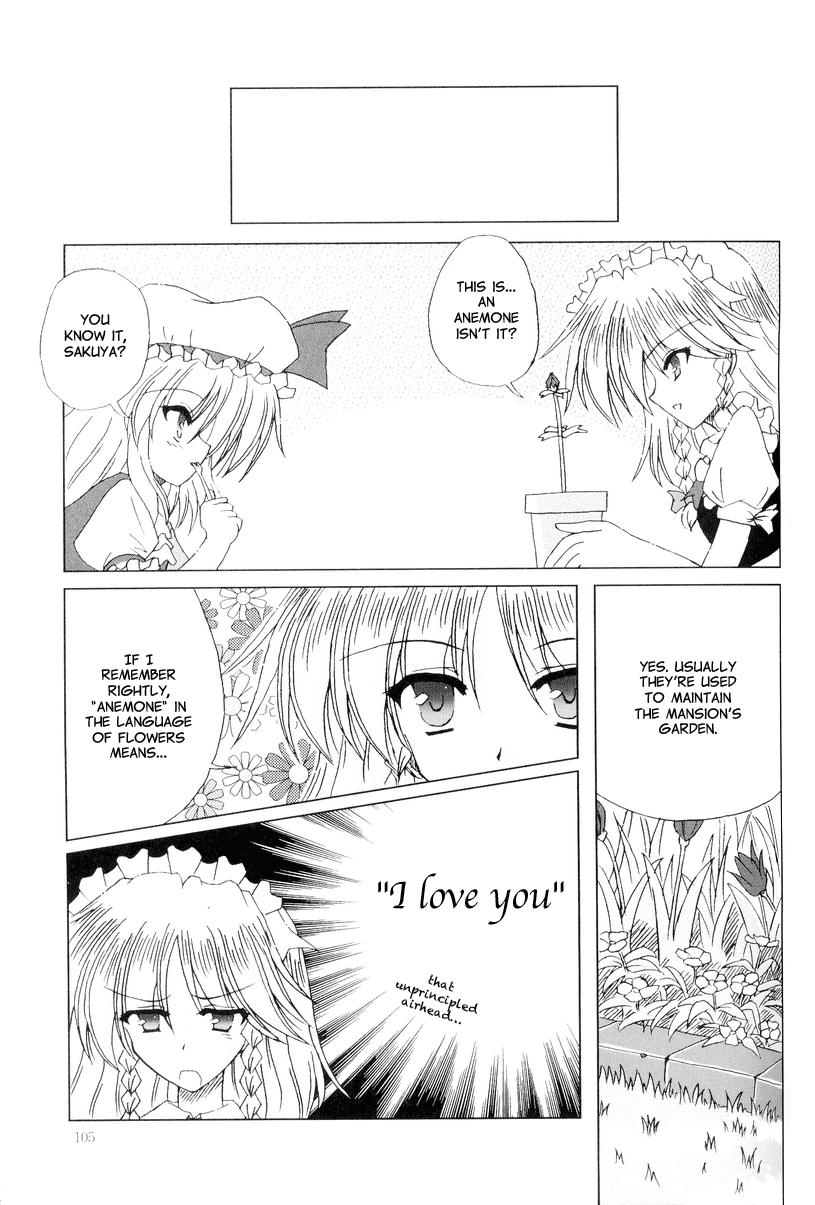 THIS IS...
AN
ANEMONE
ISN'T IT?
YOU
KNOW IT,
SAKUYA?
YES. USUALLY
THEY'RE USED
TO MAINTAIN
THE MANSION'S
GARDEN.
IF I
REMEMBER
RIGHTLY,
"ANEMONE" IN
THE LANGUAGE
OF FLOWERS
MEANS...
"I love you"
that
unprincipled
airhead...
105